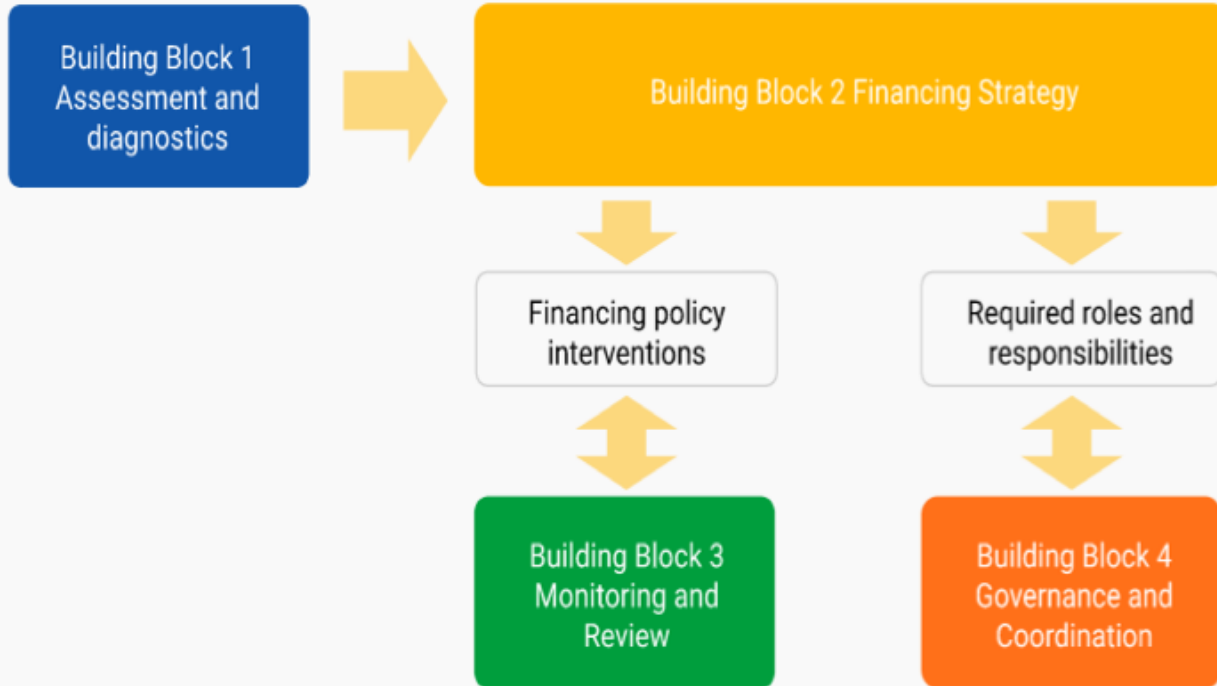 Building Block 1
Assessment and
diagnostics
Building Block 2 Financing Strategy
Financing policy
interventions
Required roles and
responsibilities
Building Block 3
Monitoring and
Review
Building Block 4
Governance and
Coordination